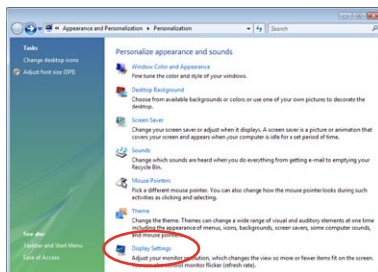 Appearance and Personalization ▸ Personalization
Search
Tasks
Change desktop icons
Adjust font size (DPI)
Personalize appearance and sounds
Window Color and Appearance
Fine tune the color and style of your windows.
Desktop Background
Choose from available backgrounds or colors or use one of your own pictures to decorate the
desktop.
Screen Saver
Change your screen saver or adjust when it displays. A screen saver is a picture or animation that
covers your screen and appears when your computer is idle for a set period of time.
Sounds
Change which sounds are heard when you do everything from getting e-mail to emptying your
Recycle Bin.
Mouse Pointers
Pick a different mouse pointer. You can also change how the mouse pointer looks during such
activities as clicking and selecting.
Theme
Change the theme. Themes can change a wide range of visual and auditory elements at one time
including the appearance of menus, icons, backgrounds, screen savers, some computer sounds,
and mouse pointers.
Display Settings
Adjust your monitor resolution, which changes the view so more or fewer items fit on the screen.
You can also control monitor flicker (refresh rate).
See also
Taskbar and Start Menu
Ease of Access